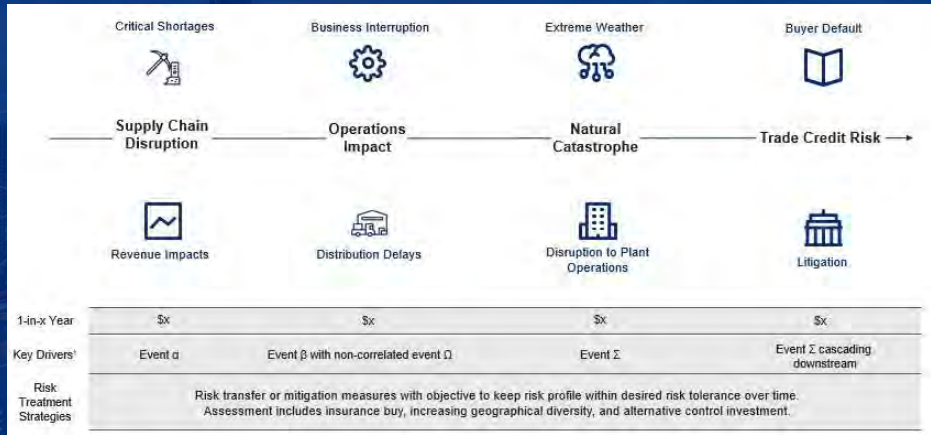 Critical Shortages
Business Interruption
Extreme Weather
Buyer Default
Supply Chain
Disruption
Operations
Impact
Natural
Catastrophe
Trade Credit Risk
Revenue Impacts
Distribution Delays
Disruption to Plant
Operations
Litigation
1-in-x Year
$x
$x
$x
$x
Key Drivers'
Event α
Event β with non-correlated event Ω
Event Σ
Event Σ cascading
downstream
Risk
Treatment
Strategies
Risk transfer or mitigation measures with objective to keep risk profile within desired risk tolerance over time.
Assessment includes insurance buy, increasing geographical diversity, and alternative control investment.